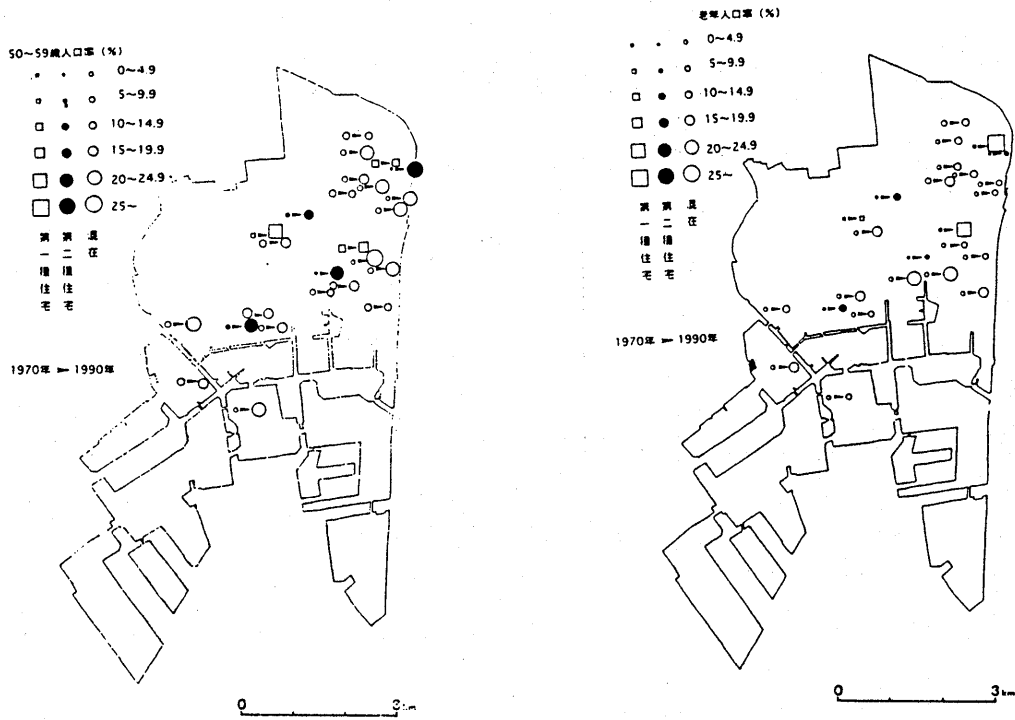 50～59歳人口率 (%)
0～4.9
5～9.9
10～14.9
15～19.9
20～24.9
25～
第一種住宅
第二種住宅
混在
1970年 ► 1990年
0 3km
老年人口率 (%)
0～4.9
5～9.9
10～14.9
15～19.9
20～24.9
25～
第一種住宅
第二種住宅
混在
1970年 ► 1990年
0 3km